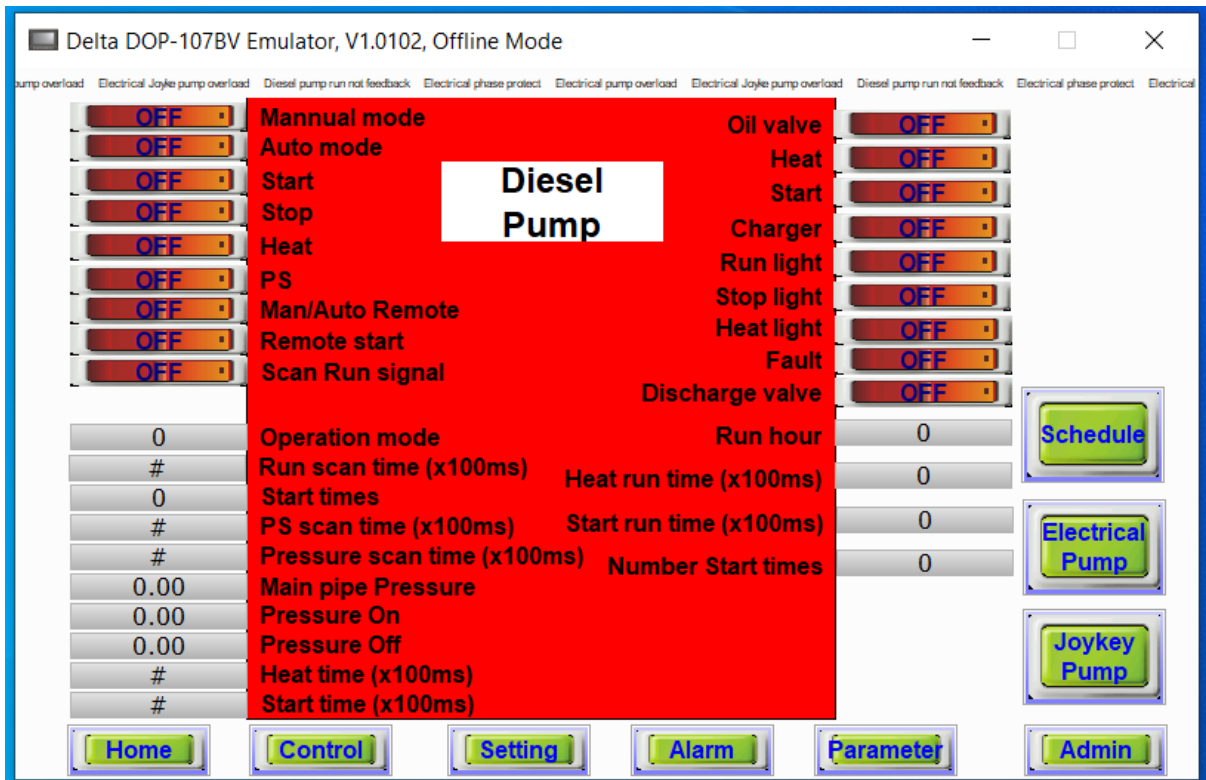 Delta DOP-107BV Emulator, V1.0102, Offline Mode
pump overload Electrical Joyke pump overload Diesel pump run not feedback Electrical phase protect Electrical pump overload Electrical Joyke pump overload Diesel pump run not feedback Electrical phase protect Electrical
Diesel
Pump
OFF Mannual mode
OFF Auto mode
OFF Start
OFF Stop
OFF Heat
OFF PS
OFF Man/Auto Remote
OFF Remote start
OFF Scan Run signal
0 Operation mode
# Run scan time (x100ms)
0 Start times
# PS scan time (x100ms)
# Pressure scan time (x100ms)
0.00 Main pipe Pressure
0.00 Pressure On
0.00 Pressure Off
# Heat time (x100ms)
# Start time (x100ms)
Oil valve OFF
Heat OFF
Start OFF
Charger OFF
Run light OFF
Stop light OFF
Heat light OFF
Fault OFF
Discharge valve OFF
Run hour 0
Heat run time (x100ms) 0
Start run time (x100ms) 0
Number Start times 0
Schedule
Electrical
Pump
Joykey
Pump
Home Control Setting Alarm Parameter Admin